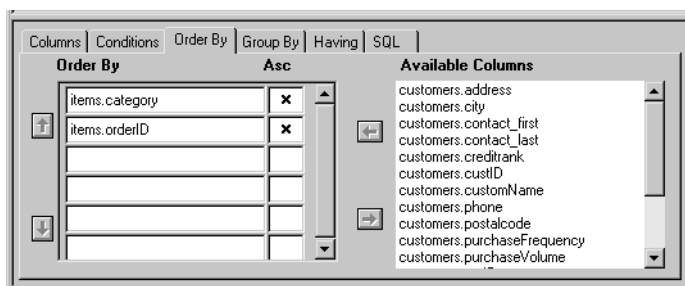 Columns Conditions Order By Group By Having SQL
Order By Asc Available Columns
items.category
items.orderID
customers.address
customers.city
customers.contact_first
customers.contact_last
customers.creditrank
customers.custID
customers.customName
customers.phone
customers.postalcode
customers.purchaseFrequency
customers.purchaseVolume